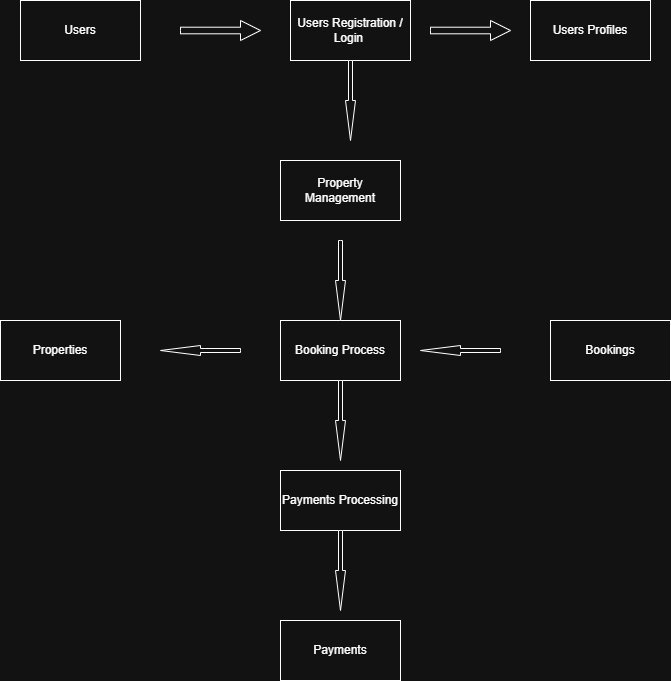 Users
Users Registration /
Login
Users Profiles
Property
Management
Properties
Booking Process
Bookings
Payments Processing
Payments